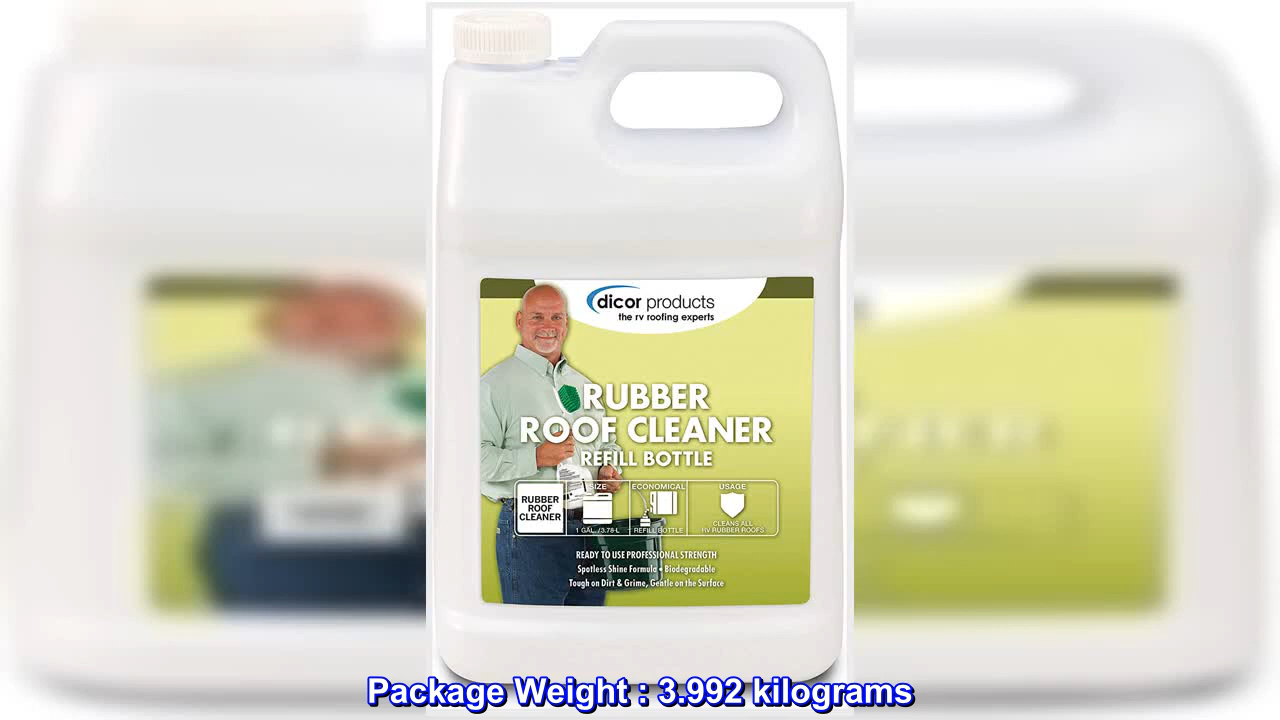 dicor products
the rv roofing experts
RUBBER
ROOF CLEANER
REFILL BOTTLE
RUBBER
ROOF
CLEANER
SIZE
1 GAL. /3.78 L
ECONOMICAL
REFILL BOTTLE
USAGE
CLEANS ALL
RV RUBBER ROOFS
READY TO USE PROFESSIONAL STRENGTH
Spotless Shine Formula • Biodegradable
Tough on Dirt & Grime, Gentle on the Surface
Package Weight : 3.992 kilograms